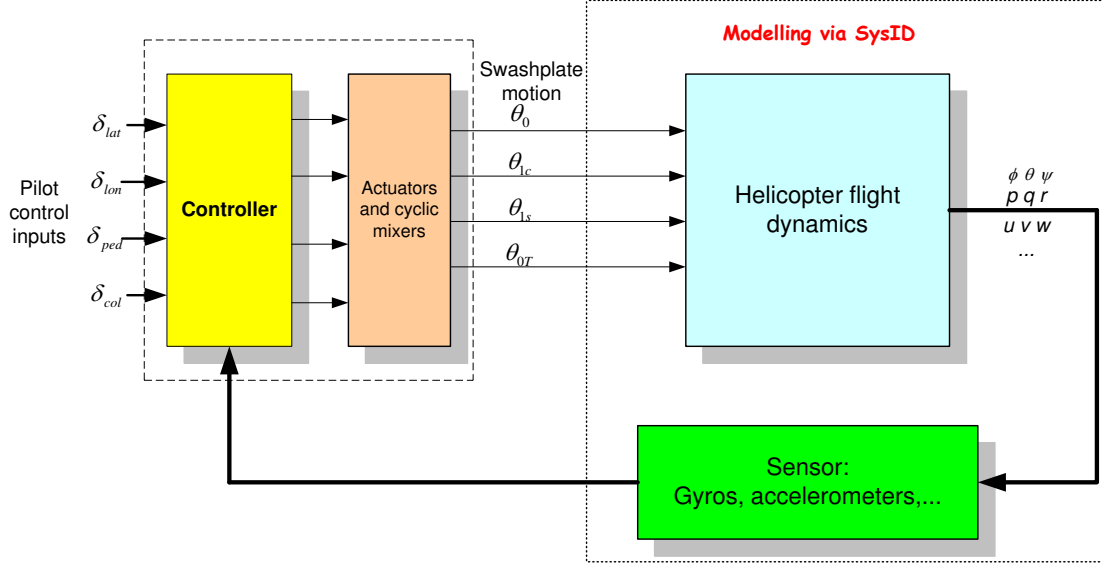 Modelling via SysID
Swashplate
motion
Pilot
control
inputs
δlat
δlon
δped
δcol
Controller
Actuators
and cyclic
mixers
θ0
θ1c
θ1s
θ0T
Helicopter flight
dynamics
ϕ θ ψ
p q r
u v w
...
Sensor:
Gyros, accelerometers,...